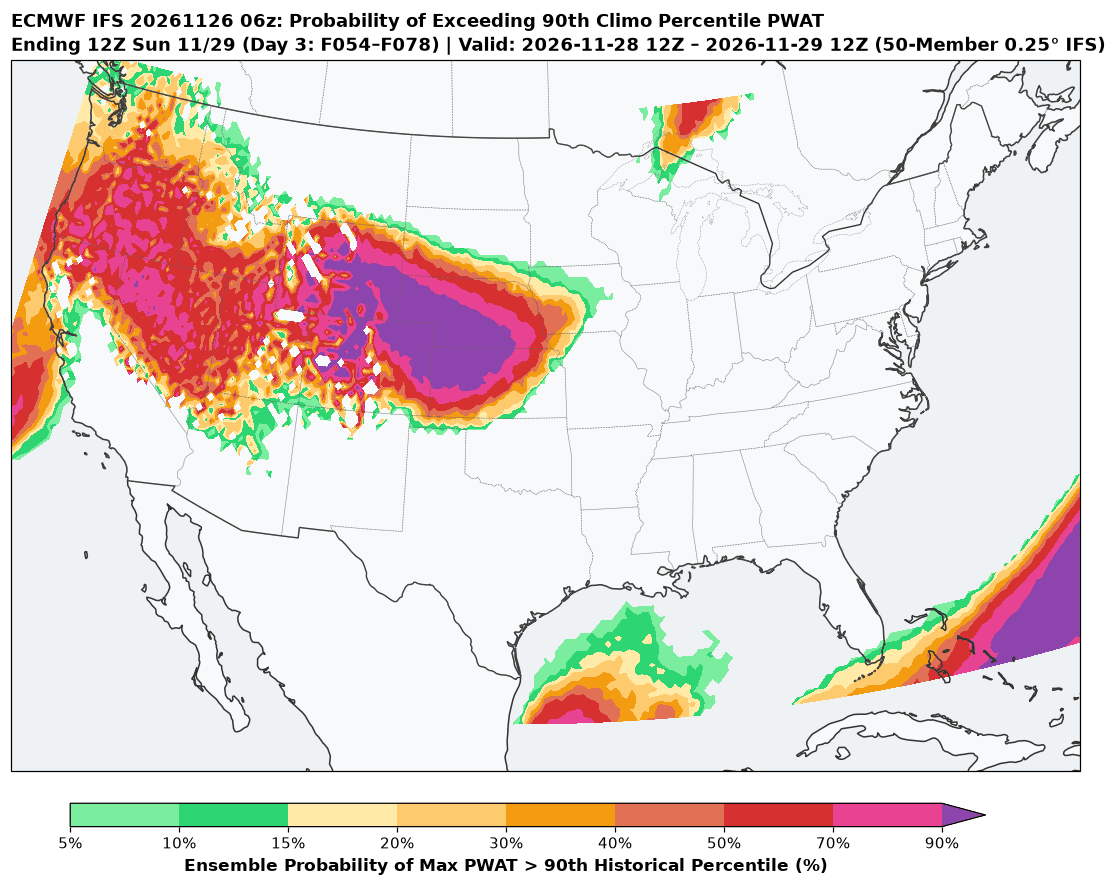 ECMWF IFS 20261126 06z: Probability of Exceeding 90th Climo Percentile PWAT
Ending 12Z Sun 11/29 (Day 3: F054–F078) | Valid: 2026-11-28 12Z – 2026-11-29 12Z (50-Member 0.25° IFS)
5% 10% 15% 20% 30% 40% 50% 70% 90%
Ensemble Probability of Max PWAT > 90th Historical Percentile (%)